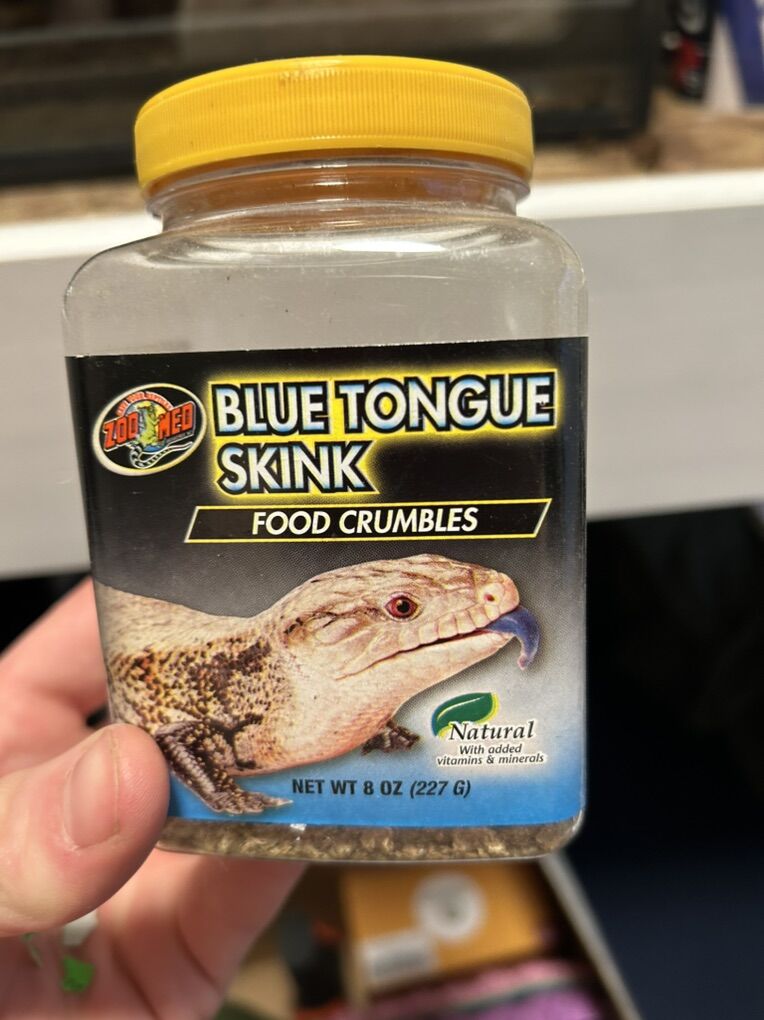 ZOO MED
BLUE TONGUE
SKINK
FOOD CRUMBLES
Natural
With added
vitamins & minerals
NET WT 8 OZ (227 G)